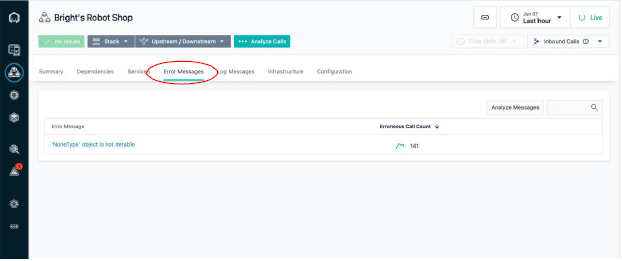 Bright's Robot Shop
Jun 07
Last hour
Live
No Issues
Stack
Upstream / Downstream
Analyze Calls
Time Shift: Off
Inbound Calls
Summary Dependencies Services Error Messages Log Messages Infrastructure Configuration
Analyze Messages
Error Message Erroneous Call Count
'NoneType' object is not iterable 141